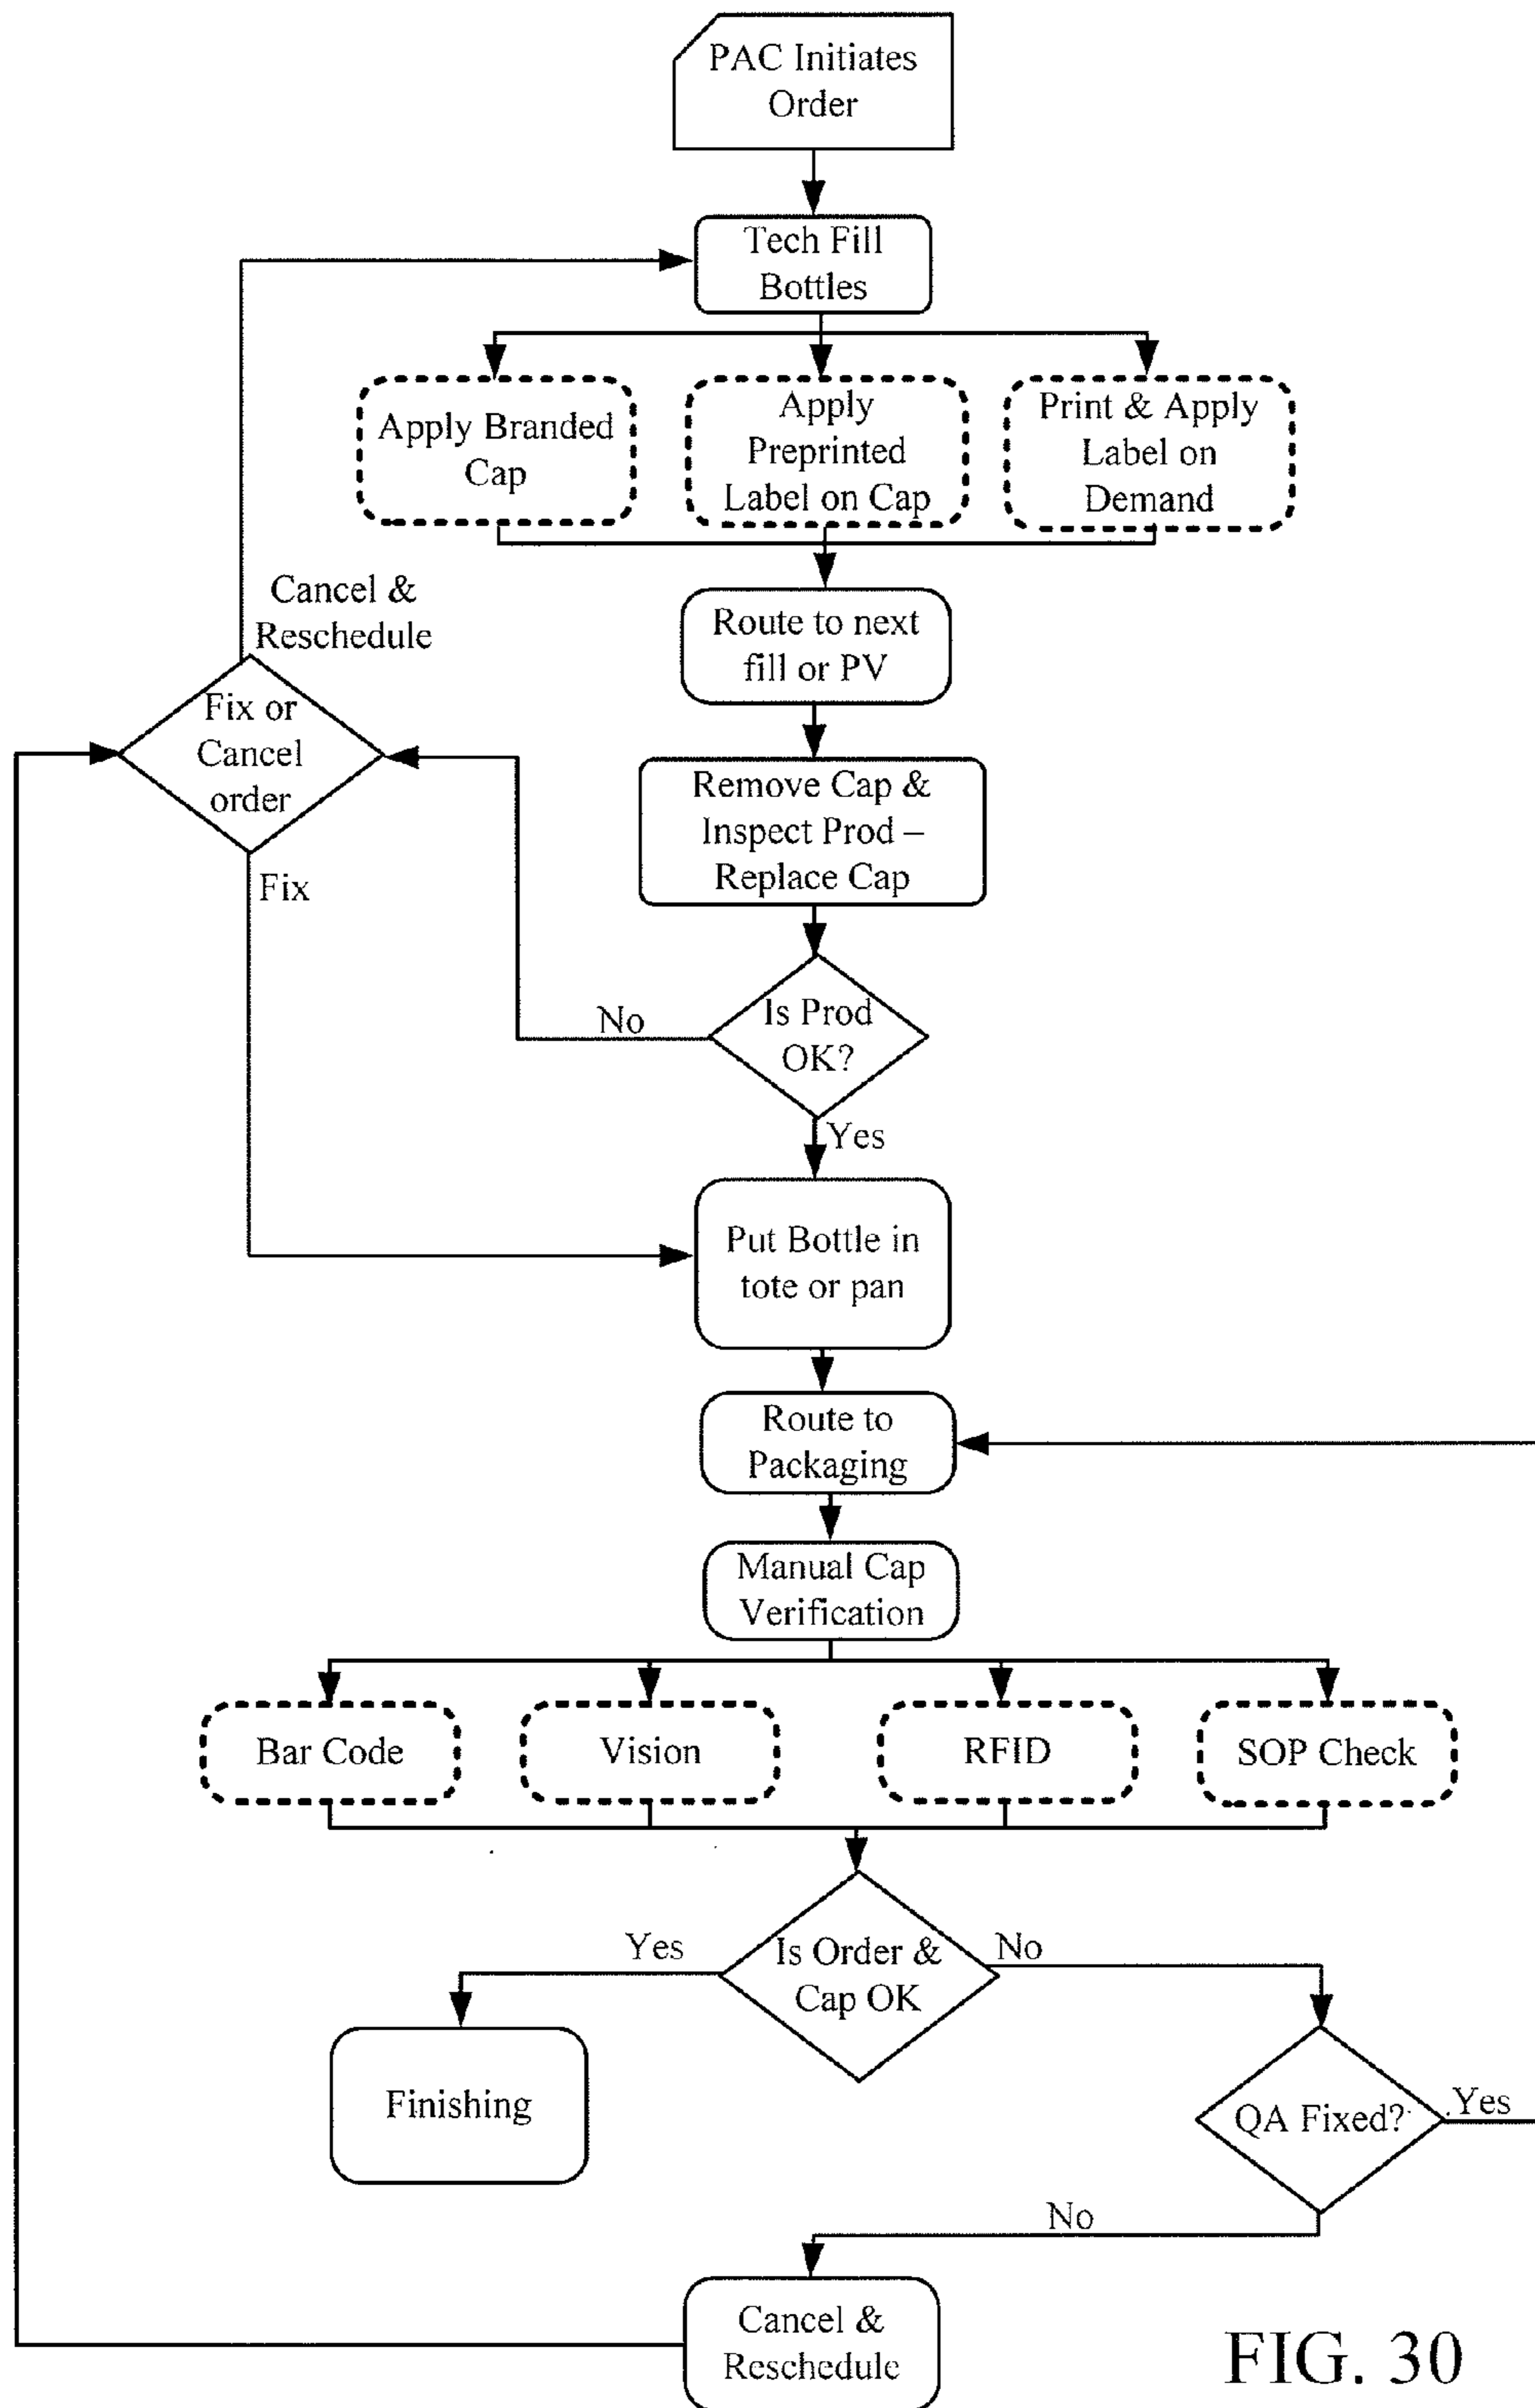 PAC Initiates
Order
Tech Fill
Bottles
Apply Branded
Cap
Apply
Preprinted
Label on Cap
Print & Apply
Label on
Demand
Cancel &
Reschedule
Route to next
fill or PV
Fix or
Cancel
order
Remove Cap &
Inspect Prod –
Replace Cap
Fix
No
Is Prod
OK?
Yes
Put Bottle in
tote or pan
Route to
Packaging
Manual Cap
Verification
Bar Code
Vision
RFID
SOP Check
Yes
Is Order &
Cap OK
No
Finishing
QA Fixed?
Yes
No
Cancel &
Reschedule
FIG. 30